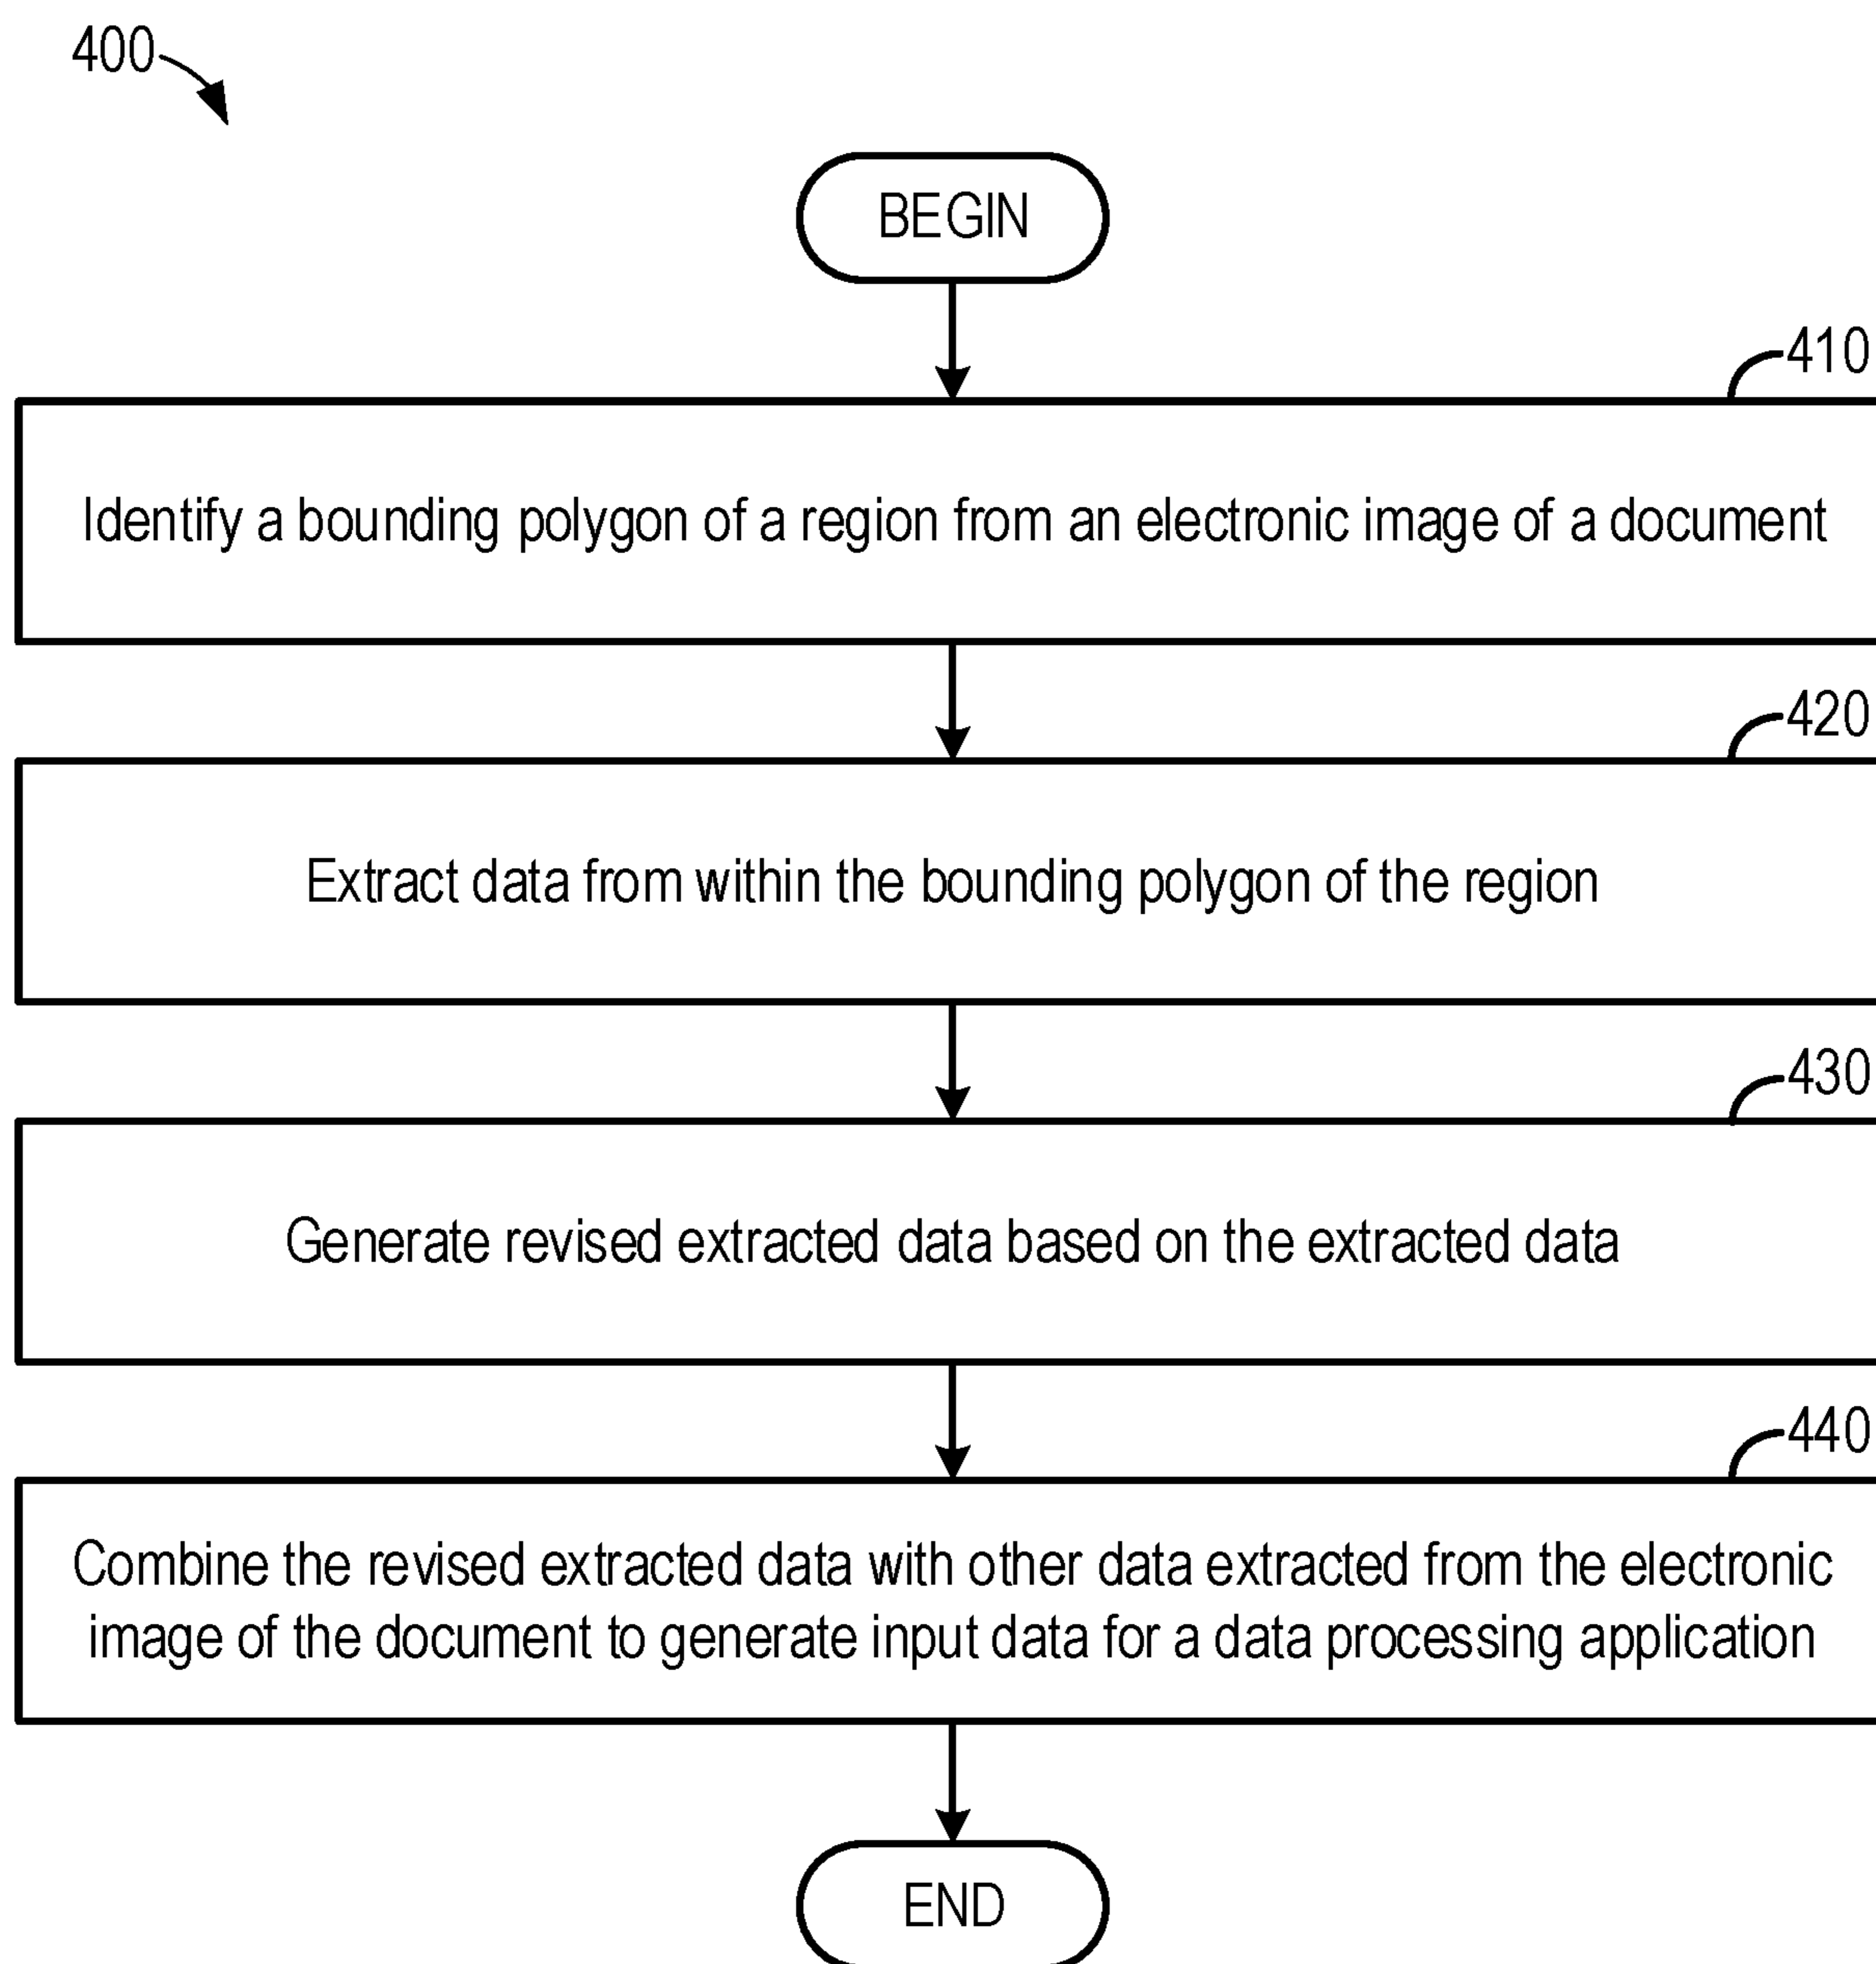 400
BEGIN
410
Identify a bounding polygon of a region from an electronic image of a document
420
Extract data from within the bounding polygon of the region
430
Generate revised extracted data based on the extracted data
440
Combine the revised extracted data with other data extracted from the electronic
image of the document to generate input data for a data processing application
END